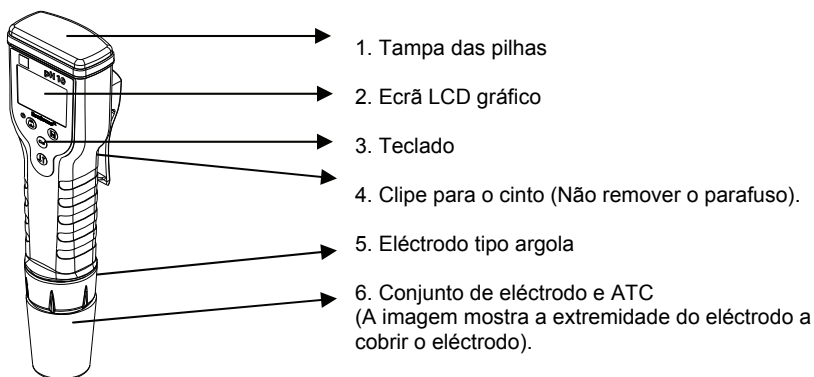 1. Tampa das pilhas
pH 10
2. Ecrã LCD gráfico
3. Teclado
4. Clipe para o cinto (Não remover o parafuso).
5. Eléctrodo tipo argola
6. Conjunto de eléctrodo e ATC
(A imagem mostra a extremidade do eléctrodo a
cobrir o eléctrodo).